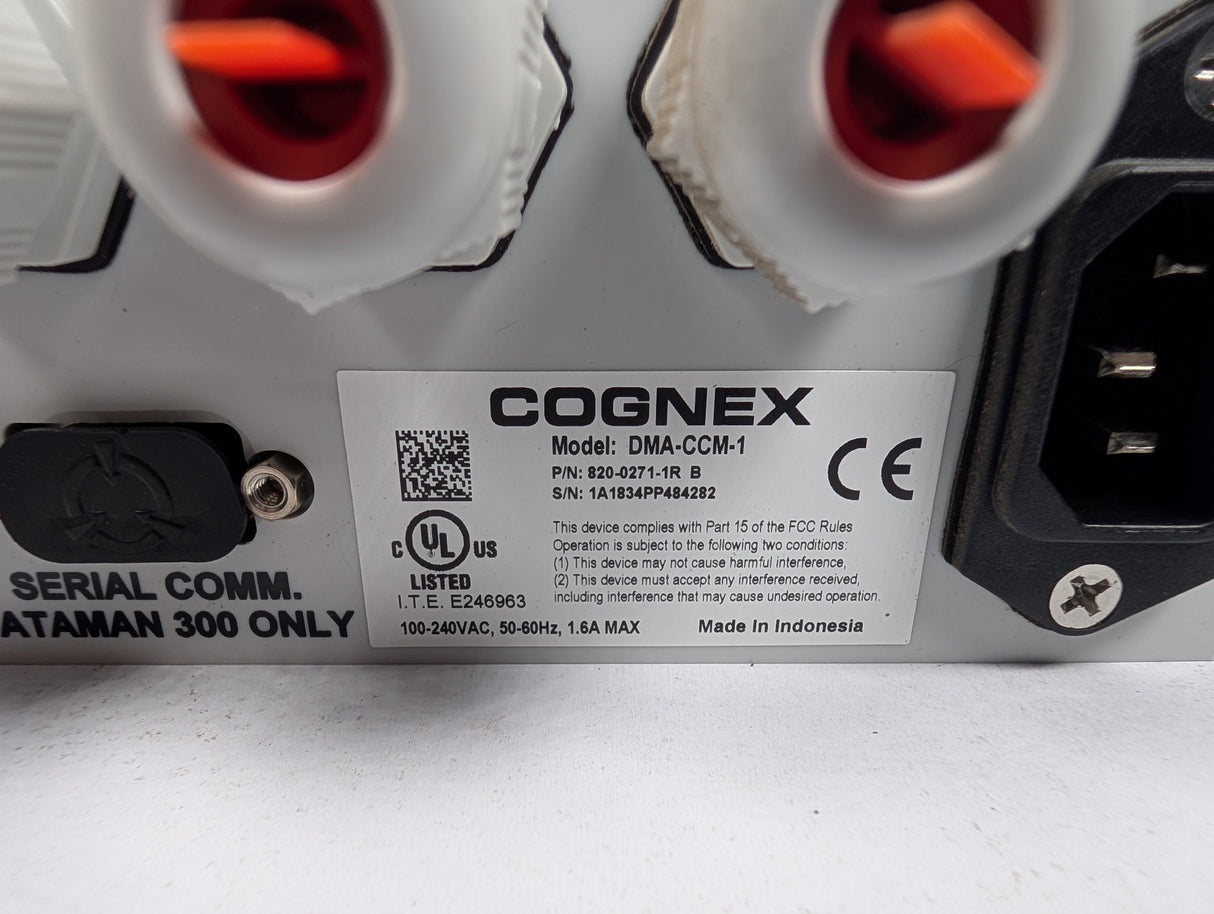 COGNEX
Model: DMA-CCM-1
P/N: 820-0271-1R B
S/N: 1A1834PP484282
CE
C UL US
LISTED
I.T.E. E246963
This device complies with Part 15 of the FCC Rules
Operation is subject to the following two conditions:
(1) This device may not cause harmful interference,
(2) This device must accept any interference received,
including interference that may cause undesired operation.
100-240VAC, 50-60Hz, 1.6A MAX
Made In Indonesia
SERIAL COMM.
ATAMAN 300 ONLY